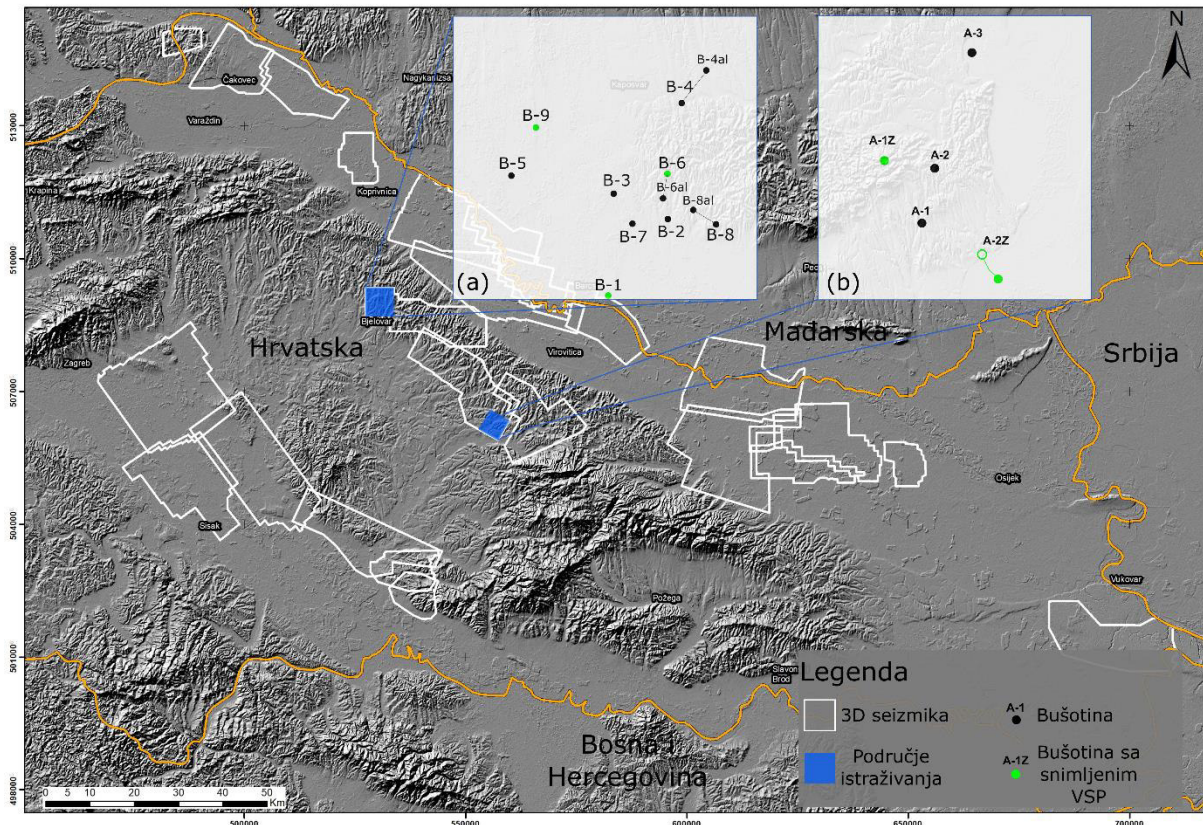 N
A-3
B-4al
Nagykanizsa
Čakovec
Kaposvár
B-4
Varaždin
B-9
513000
A-1Z
A-2
B-5
B-6
Krapina
Koprivnica
B-3
B-6al
B-8al
A-1
B-7
B-2
B-8
A-2Z
510000
(a)
B-1
(b)
Bjelovar
Mađarska
Hrvatska
Virovitica
Srbija
Zagreb
507000
Osijek
504000
Sisak
Vukovar
Požega
501000
Slavon
Brod
Legenda
3D seizmika
A-1
Bušotina
Područje
istraživanja
A-1Z
Bušotina sa
snimljenim
VSP
Bosna i
Hercegovina
498000
0 5 10 20 30 40 50
Km
500000
550000
600000
650000
700000